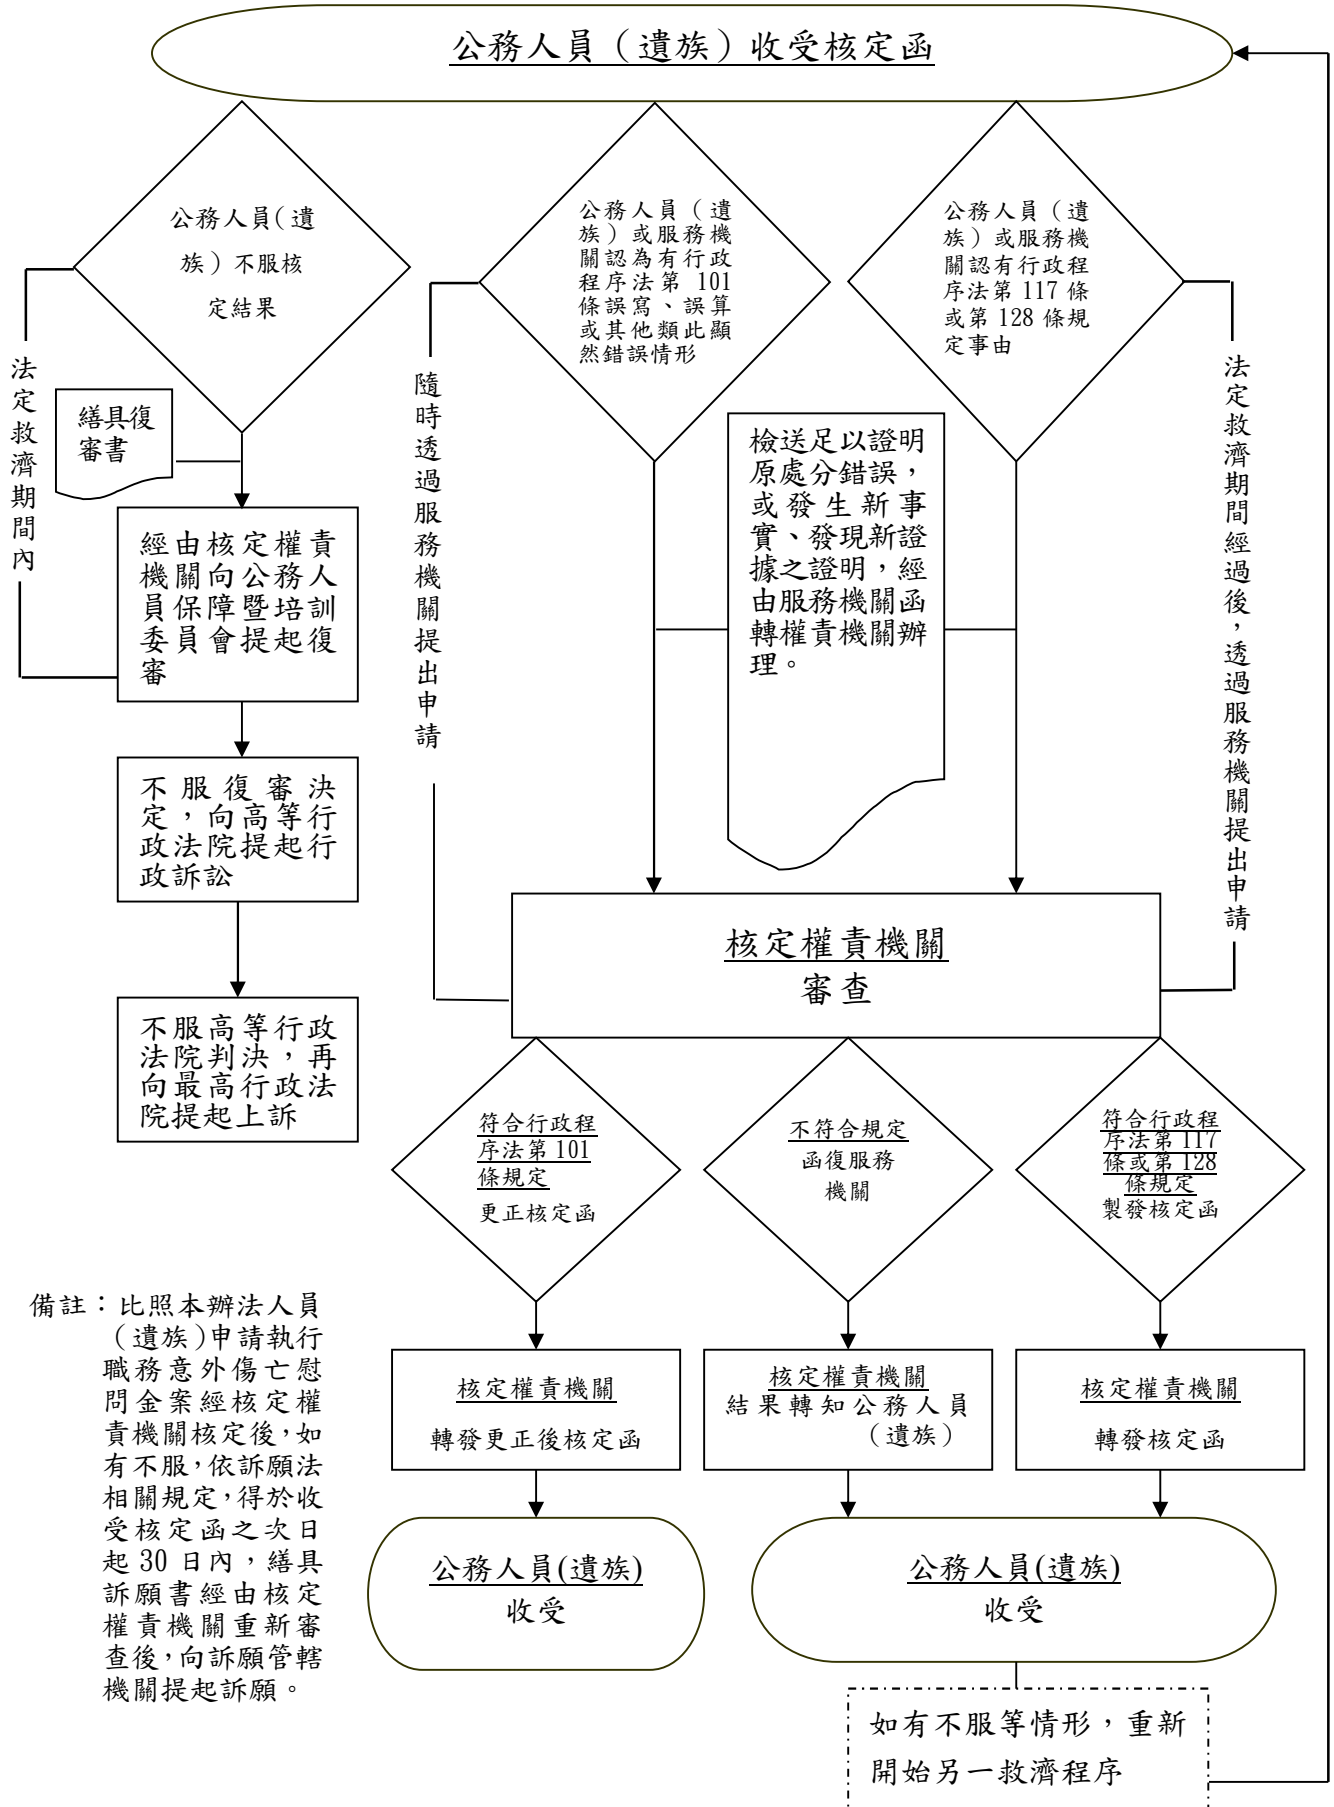 公務人員（遺族）收受核定函
公務人員（遺
族）不服核
定結果
公務人員（遺
族）或服務機
關認為有行政
程序法第 101
條誤寫、誤算
或其他類此顯
然錯誤情形
公務人員（遺
族）或服務機
關認有行政程
序法第 117 條
或第 128 條規
定事由
法定救濟期間內
繕具復
審書
隨時透過服務機關提出申請
檢送足以證明
原處分錯誤，
或發生新事
實、發現新證
據之證明，經
由服務機關函
轉權責機關辦
理。
法定救濟期間經過後，透過服務機關提出申請
經由核定權責
機關向公務人
員保障暨培訓
委員會提起復
審
不服復審決
定，向高等行
政法院提起行
政訴訟
不服高等行政
法院判決，再
向最高行政法
院提起上訴
核定權責機關
審查
符合行政程
序法第 101
條規定
更正核定函
不符合規定
函復服務
機關
符合行政程
序法第 117
條或第 128
條規定
製發核定函
核定權責機關
轉發更正後核定函
核定權責機關
結果轉知公務人員
（遺族）
核定權責機關
轉發核定函
公務人員(遺族)
收受
公務人員(遺族)
收受
如有不服等情形，重新
開始另一救濟程序
備註：比照本辦法人員
（遺族）申請執行
職務意外傷亡慰
問金案經核定權
責機關核定後，如
有不服，依訴願法
相關規定，得於收
受核定函之次日
起 30 日內，繕具
訴願書經由核定
權責機關重新審
查後，向訴願管轄
機關提起訴願。